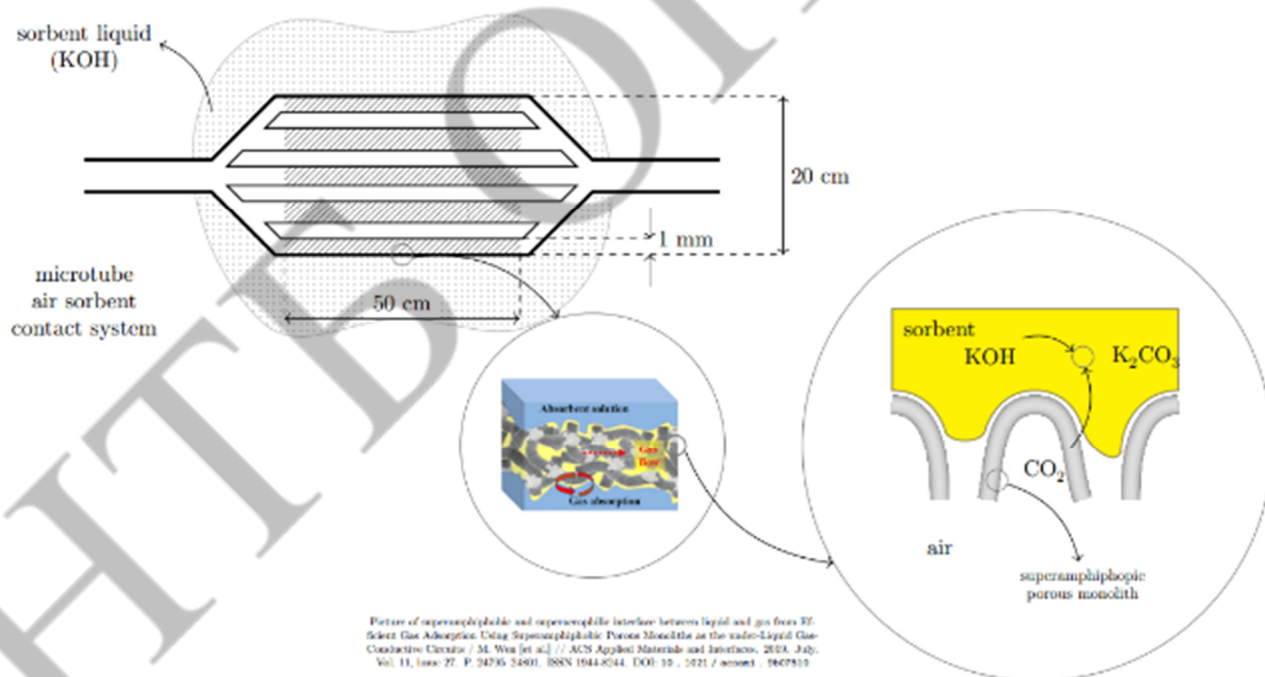 sorbent liquid
(KOH)
20 cm
1 mm
microtube
air sorbent
contact system
50 cm
sorbent
KOH
K₂CO₃
Absorbent solution
Gas
flow
Gas absorption
CO₂
air
superamphiphopic
porous monolith
Picture of superamphiphobic and superaerophilic interface between liquid and gas from Ef-
ficient Gas Adsorption Using Superamphiphobic Porous Monoliths as the under-Liquid Gas-
Conductive Circuits / M. Wen [et al.] // ACS Applied Materials and Interfaces. 2019. July.
Vol. 11, issue 27. P. 24795 24801. ISSN 1944-8244. DOI: 10 . 1021 /